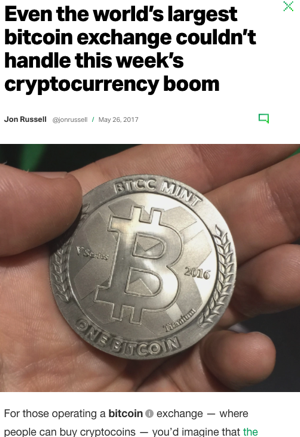 Even the world's largest
bitcoin exchange couldn't
handle this week's
cryptocurrency boom
Jon Russell @jonrussell / May 26, 2017
BTCC MINT
2016
Titanium
ONE BITCOIN
For those operating a bitcoin exchange — where
people can buy cryptocoins — you'd imagine that the